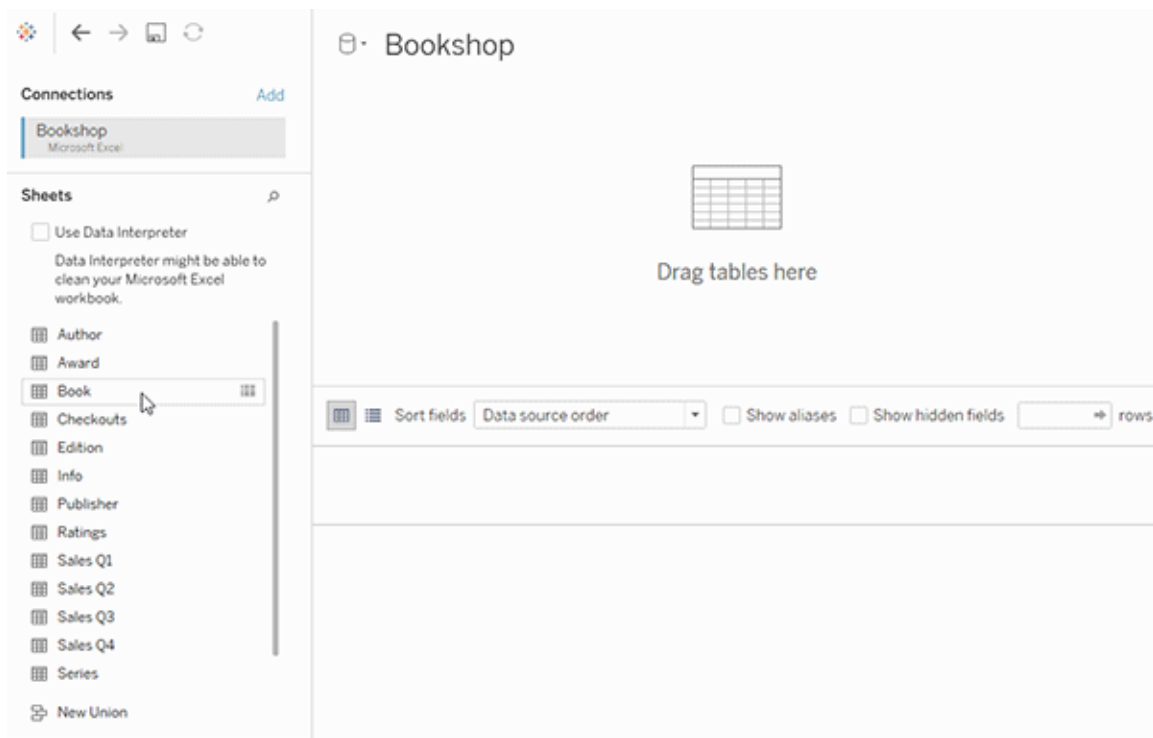 Connections
Add
Bookshop
Microsoft Excel
Sheets
Use Data Interpreter
Data Interpreter might be able to
clean your Microsoft Excel
workbook.
Author
Award
Book
Checkouts
Edition
Info
Publisher
Ratings
Sales Q1
Sales Q2
Sales Q3
Sales Q4
Series
New Union
Bookshop
Drag tables here
Sort fields Data source order Show aliases Show hidden fields rows